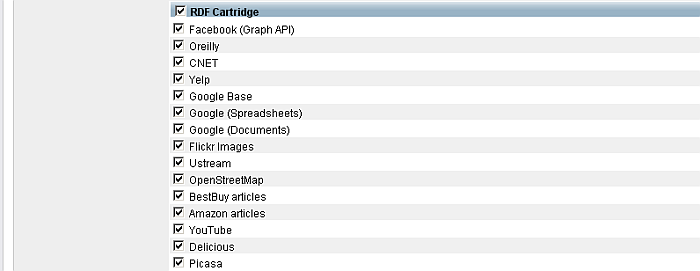 RDF Cartridge
Facebook (Graph API)
Oreilly
CNET
Yelp
Google Base
Google (Spreadsheets)
Google (Documents)
Flickr Images
Ustream
OpenStreetMap
BestBuy articles
Amazon articles
YouTube
Delicious
Picasa